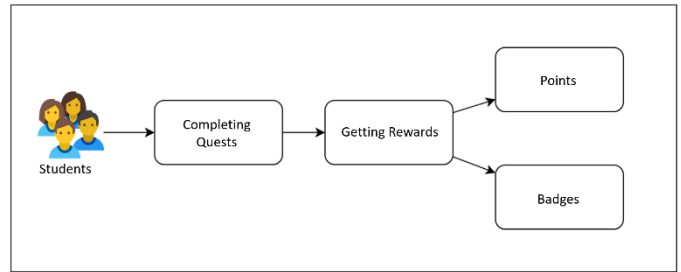 Students
Completing
Quests
Getting Rewards
Points
Badges